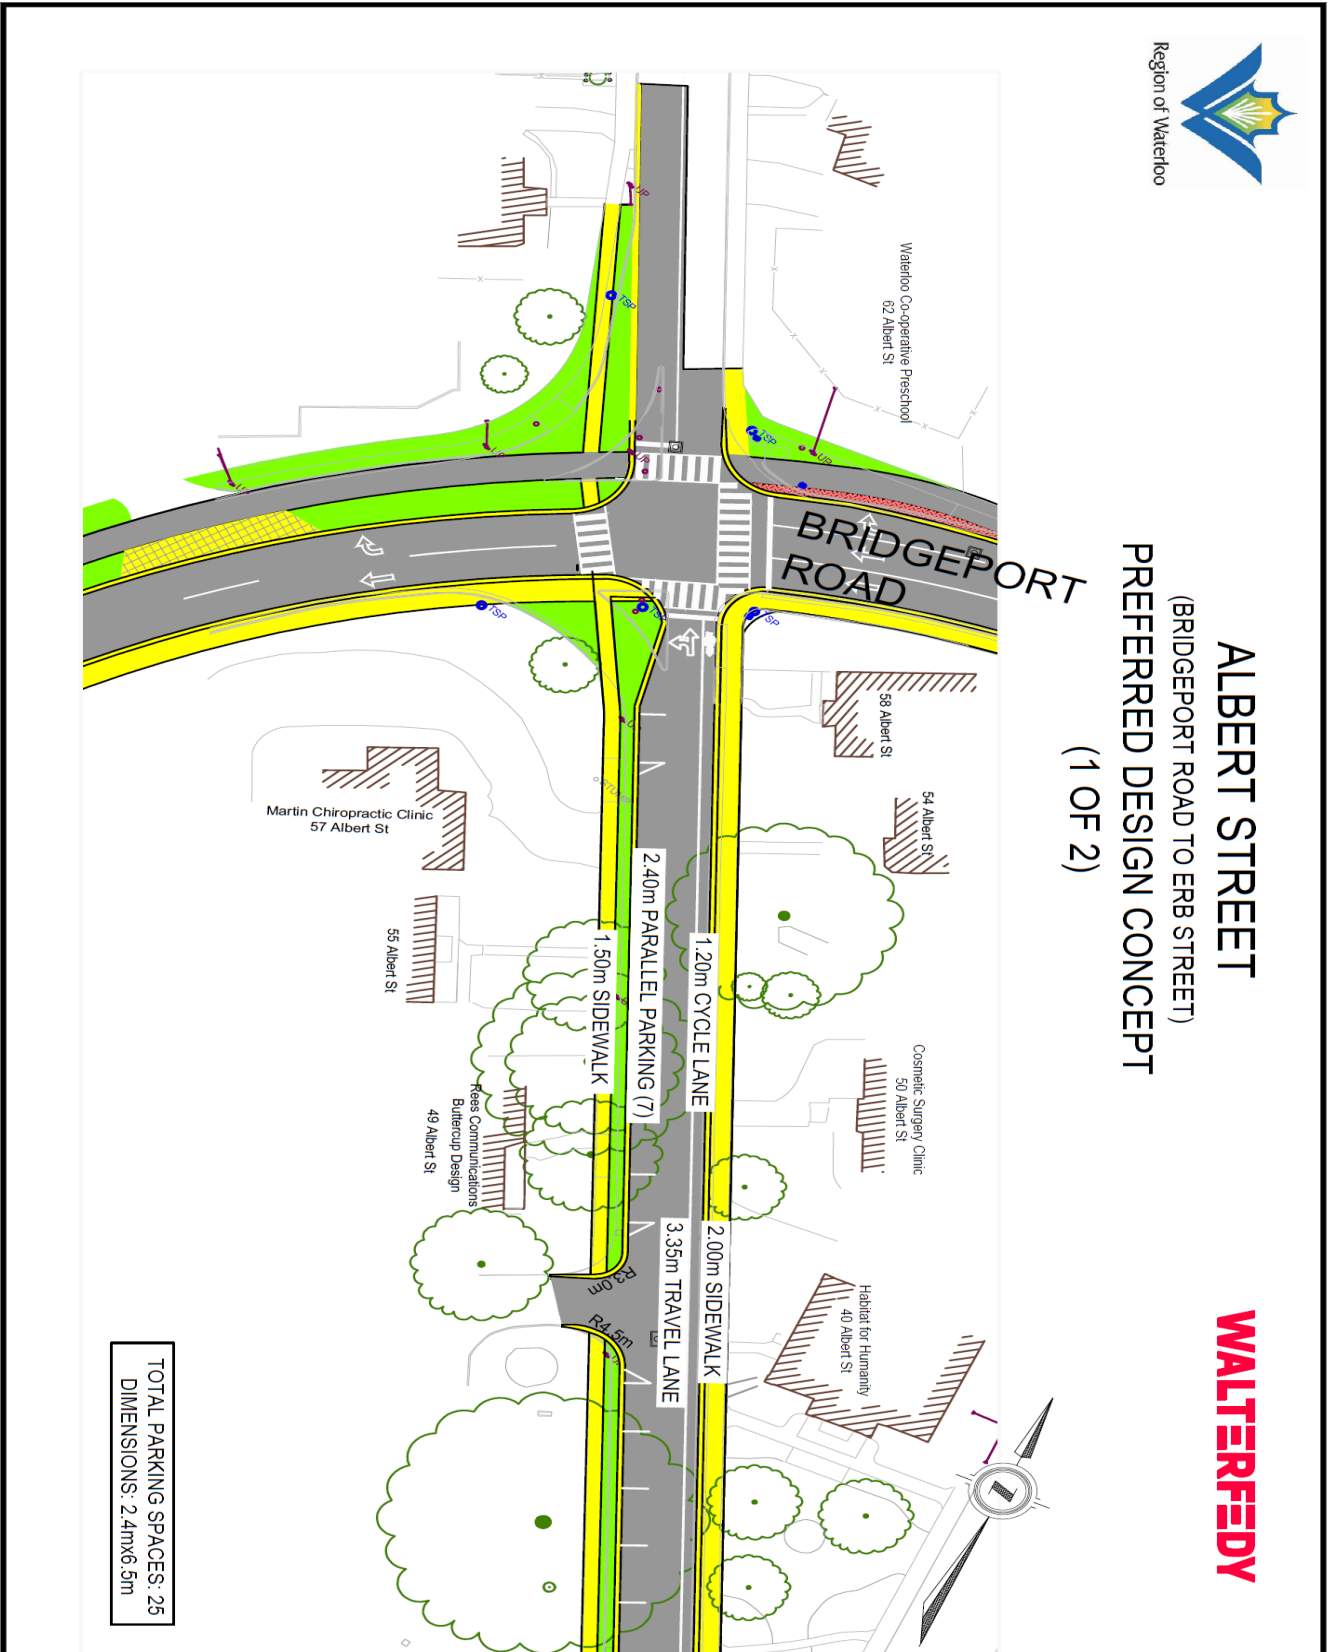 ALBERT STREET
(BRIDGEPORT ROAD TO ERB STREET)
PREFERRED DESIGN CONCEPT
(1 OF 2)
Region of Waterloo
WALTERFEDY
Waterloo Co-operative Preschool
62 Albert St
BRIDGEPORT
ROAD
58 Albert St
54 Albert St
Cosmetic Surgery Clinic
50 Albert St
Habitat for Humanity
40 Albert St
UP
TSP
TSP
UP
UP
TSP
TSP
1.20m CYCLE LANE
2.00m SIDEWALK
2.40m PARALLEL PARKING (7)
3.35m TRAVEL LANE
1.50m SIDEWALK
R3.0m
R4.5m
Martin Chiropractic Clinic
57 Albert St
55 Albert St
Rees Communications
Buttercup Design
49 Albert St
TOTAL PARKING SPACES: 25
DIMENSIONS: 2.4mx6.5m